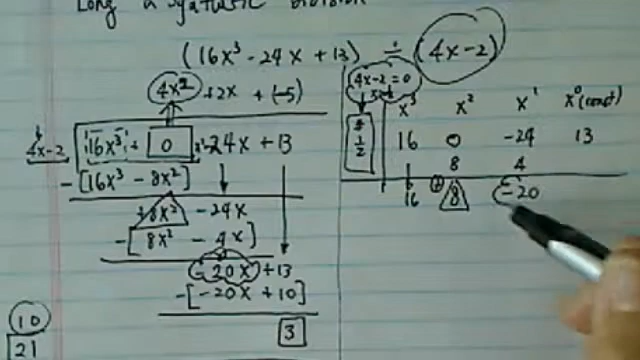 Long & Synthetic Division
(16x³ - 24x + 13) ÷ (4x - 2)
4x² + 2x + (-5)
4x-2 16x³ + 0 x² - 24x + 13
-[16x³ - 8x²]
+8x² - 24x
-[8x² - 4x]
-20x + 13
-[-20x + 10]
3
10
21
4x-2=0
x=½
x³ x² x¹ x⁰ (const)
½ 16 0 -24 13
8 4
16 8 -20